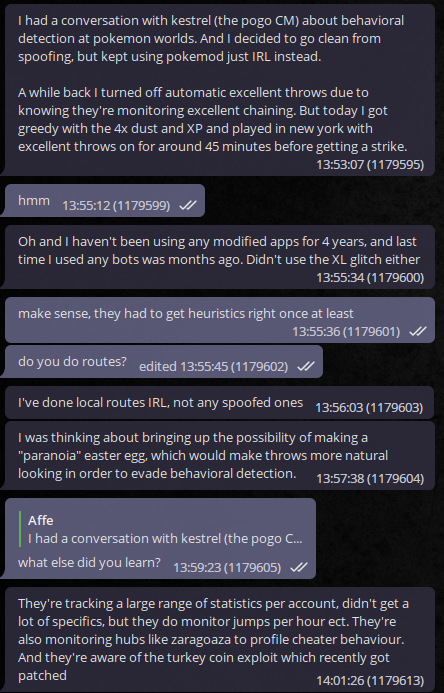 I had a conversation with kestrel (the pogo CM) about behavioral
detection at pokemon worlds. And I decided to go clean from
spoofing, but kept using pokemod just IRL instead.
A while back I turned off automatic excellent throws due to
knowing they're monitoring excellent chaining. But today I got
greedy with the 4x dust and XP and played in new york with
excellent throws on for around 45 minutes before getting a strike.
13:53:07 (1179595)
hmm 13:55:12 (1179599)
Oh and I haven't been using any modified apps for 4 years, and last
time I used any bots was months ago. Didn't use the XL glitch either
13:55:34 (1179600)
make sense, they had to get heuristics right once at least
13:55:36 (1179601)
do you do routes? edited 13:55:45 (1179602)
I've done local routes IRL, not any spoofed ones 13:56:03 (1179603)
I was thinking about bringing up the possibility of making a
"paranoia" easter egg, which would make throws more natural
looking in order to evade behavioral detection. 13:57:38 (1179604)
Affe
I had a conversation with kestrel (the pogo C...
what else did you learn? 13:59:23 (1179605)
They're tracking a large range of statistics per account, didn't get a
lot of specifics, but they do monitor jumps per hour ect. They're
also monitoring hubs like zaragoaza to profile cheater behaviour.
And they're aware of the turkey coin exploit which recently got
patched 14:01:26 (1179613)